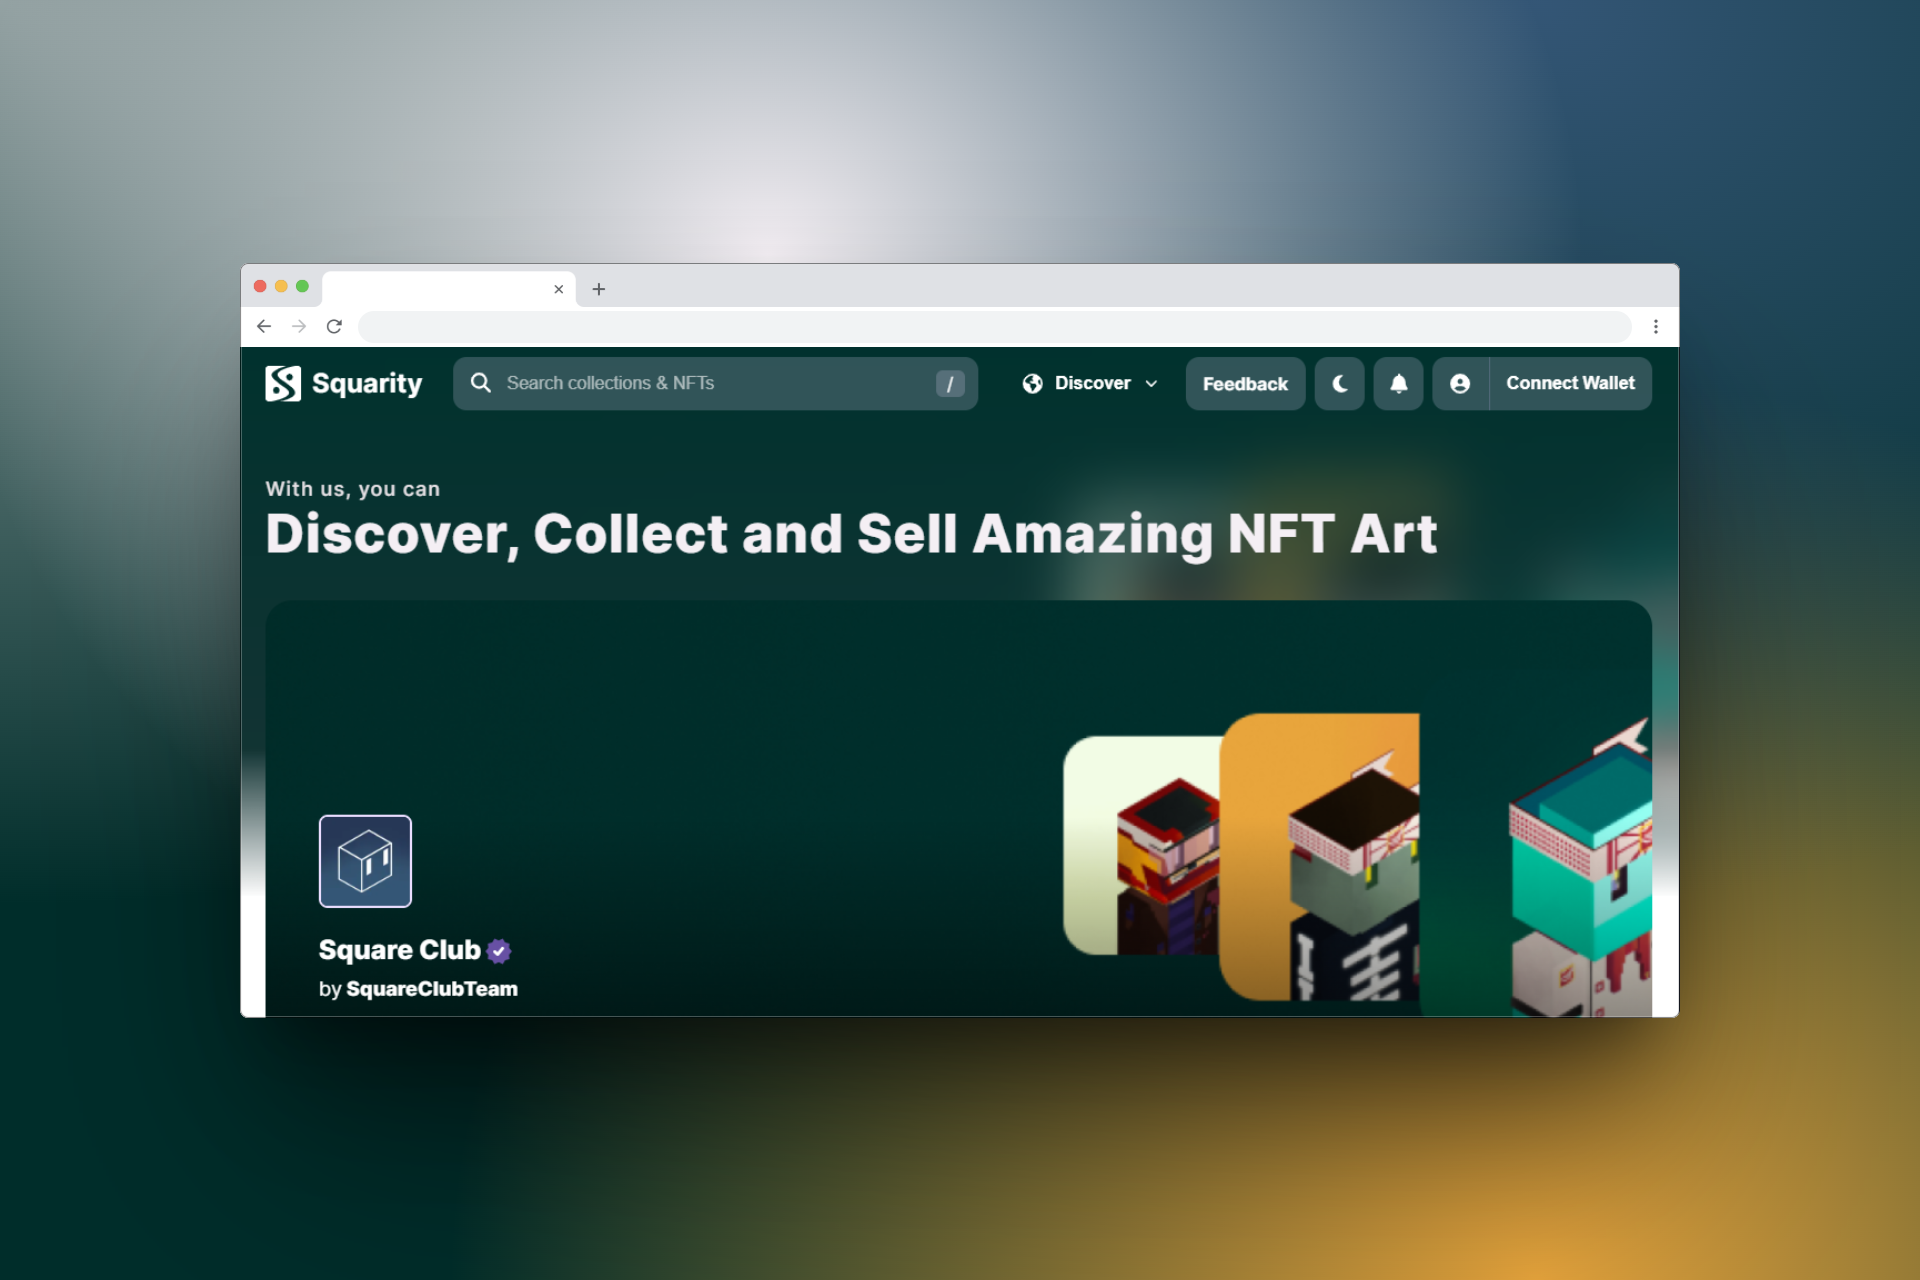 Squarity
Search collections & NFTs
/
Discover
Feedback
Connect Wallet
With us, you can
Discover, Collect and Sell Amazing NFT Art
Square Club
by SquareClubTeam